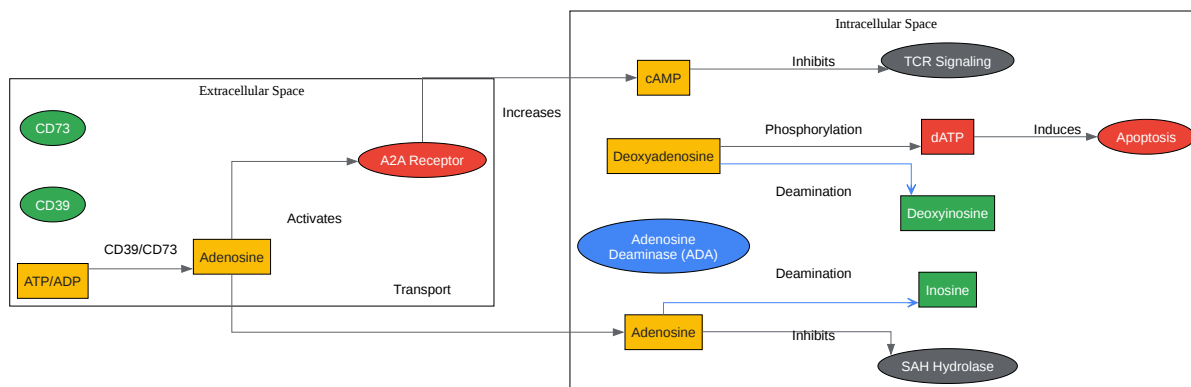 Intracellular Space
cAMP
Inhibits
TCR Signaling
Extracellular Space
CD73
Increases
A2A Receptor
Phosphorylation
dATP
Induces
Apoptosis
Deoxyadenosine
Deamination
CD39
Activates
Deoxyinosine
CD39/CD73
Adenosine
ATP/ADP
Adenosine
Deaminase (ADA)
Transport
Deamination
Inosine
Adenosine
Inhibits
SAH Hydrolase